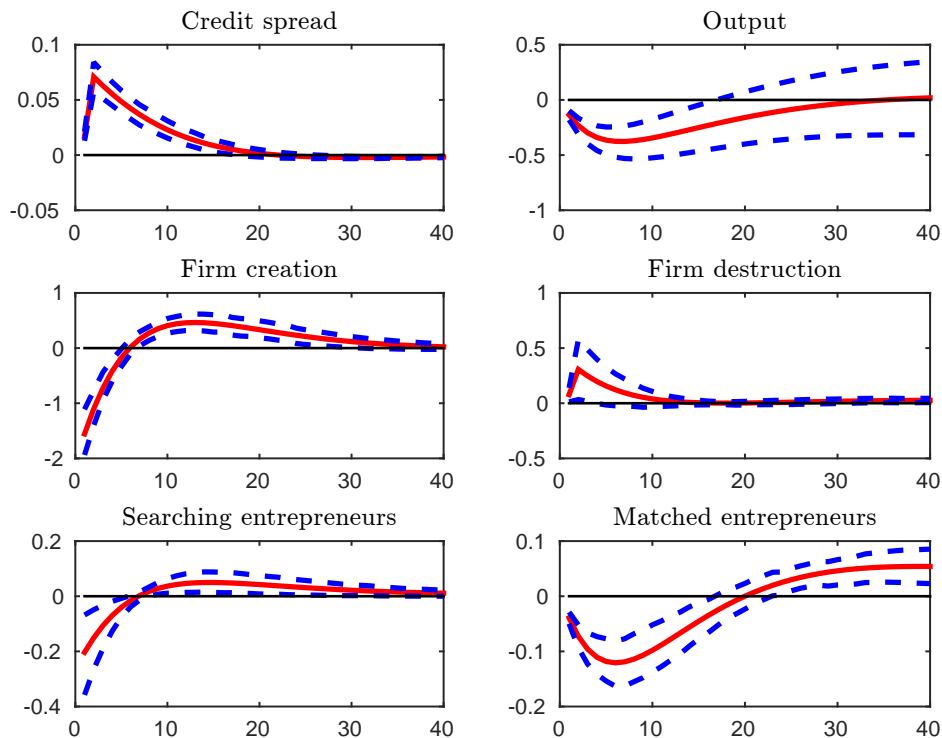 Credit spread
0.1
0.05
0
-0.05
0 10 20 30 40
Output
0.5
0
-0.5
-1
0 10 20 30 40
Firm creation
1
0
-1
-2
0 10 20 30 40
Firm destruction
1
0.5
0
-0.5
0 10 20 30 40
Searching entrepreneurs
0.2
0
-0.2
-0.4
0 10 20 30 40
Matched entrepreneurs
0.1
0
-0.1
-0.2
0 10 20 30 40